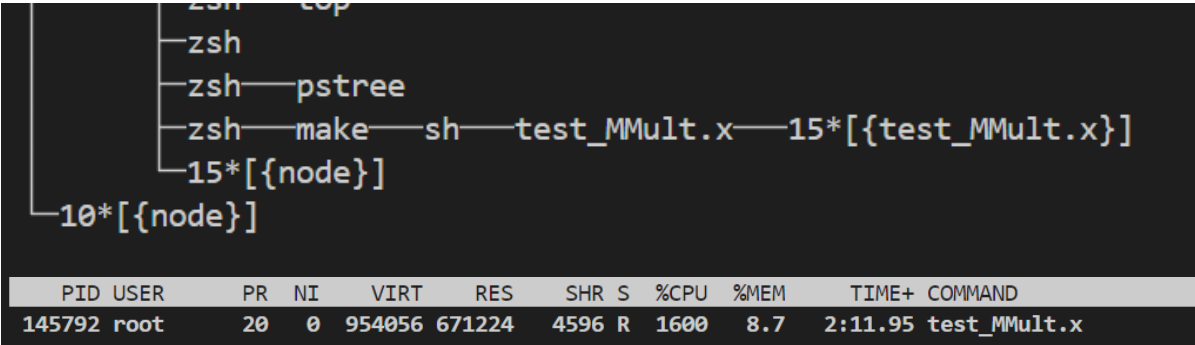 zsh───top
├─zsh
├─zsh───pstree
├─zsh───make───sh───test_MMult.x───15*[{test_MMult.x}]
└─15*[{node}]
└─10*[{node}]
PID USER PR NI VIRT RES SHR S %CPU %MEM TIME+ COMMAND
145792 root 20 0 954056 671224 4596 R 1600 8.7 2:11.95 test_MMult.x